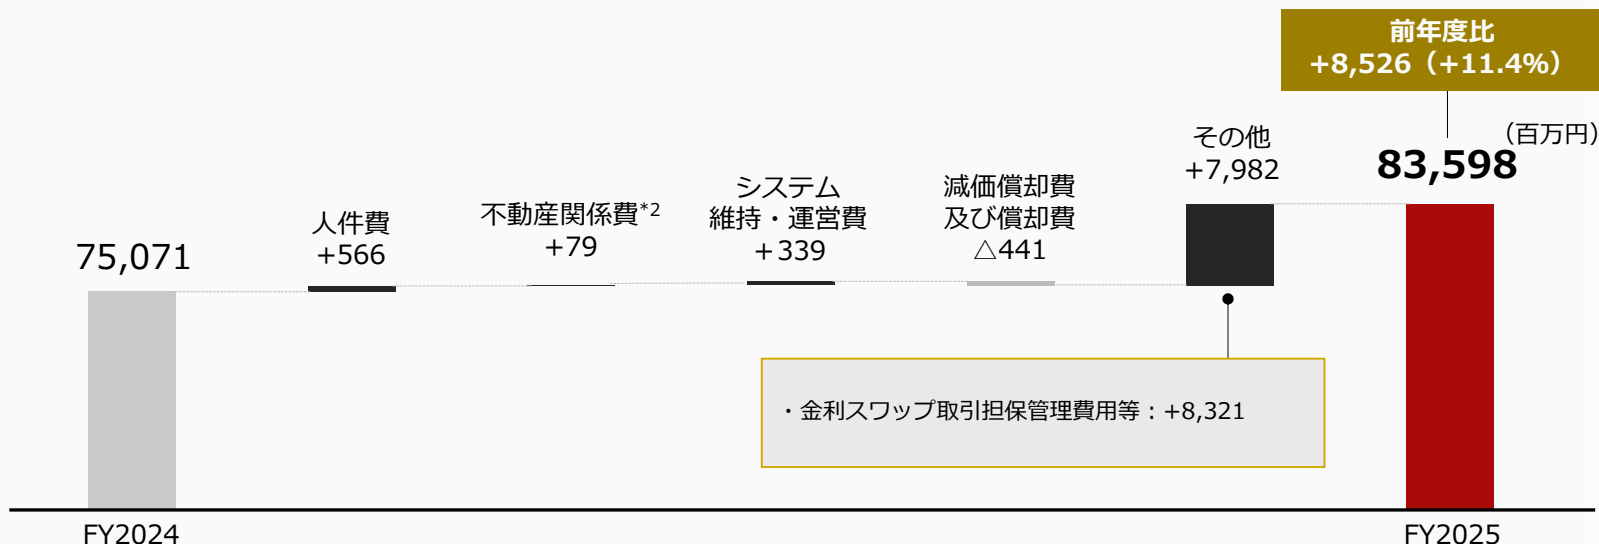 前年度比
+8,526（+11.4%）
（百万円）
83,598
その他
+7,982
減価償却費
及び償却費
△441
システム
維持・運営費
＋339
不動産関係費*2
+79
人件費
+566
75,071
・金利スワップ取引担保管理費用等：+8,321
FY2024
FY2025